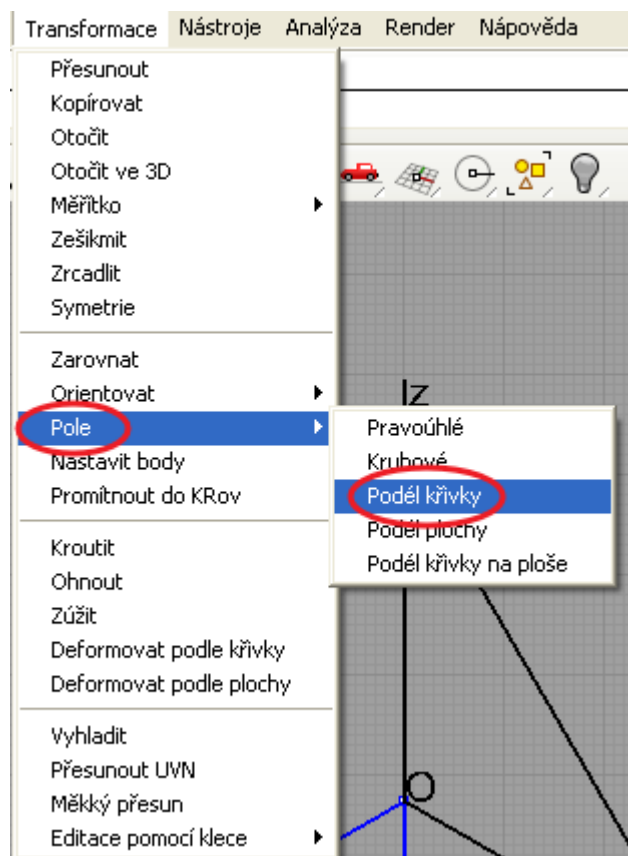 Transformace Nástroje Analýza Render Nápověda
Přesunout
Kopírovat
Otočit
Otočit ve 3D
Měřítko
Zešikmit
Zrcadlit
Symetrie
Zarovnat
Orientovat
Pole
Nastavit body
Promítnout do KRov
Kroutit
Ohnout
Zúžit
Deformovat podle křivky
Deformovat podle plochy
Vyhladit
Přesunout UVN
Měkký přesun
Editace pomocí klece
Pravoúhlé
Kruhové
Podél křivky
Podél plochy
Podél křivky na ploše
z
O